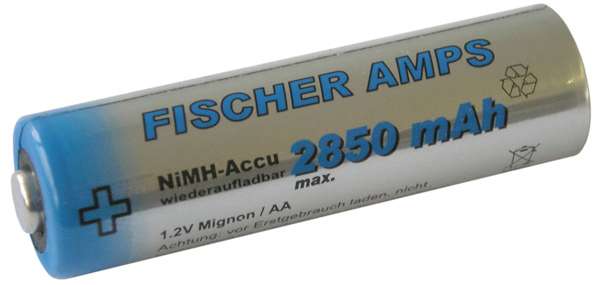 FISCHER AMPS
NiMH-Accu 2850 mAh
wiederaufladbar max.
1.2V Mignon / AA
Achtung: vor Erstgebrauch laden, nicht